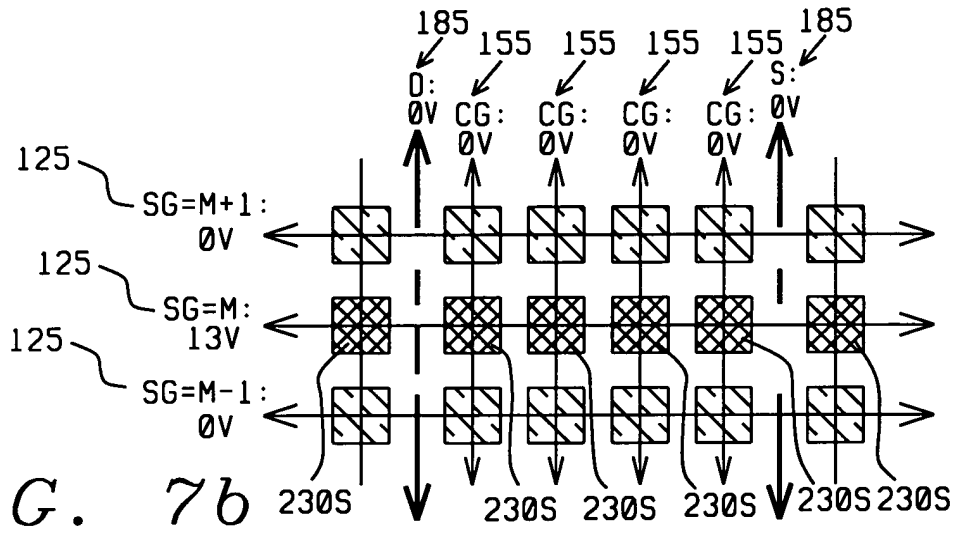 185 155 155 155 155 185
D: S:
0V CG: CG: CG: CG: 0V
0V 0V 0V 0V
125
SG=M+1:
0V
125
SG=M:
13V
125
SG=M-1:
0V
G. 7b 230S 230S 230S 230S 230S 230S